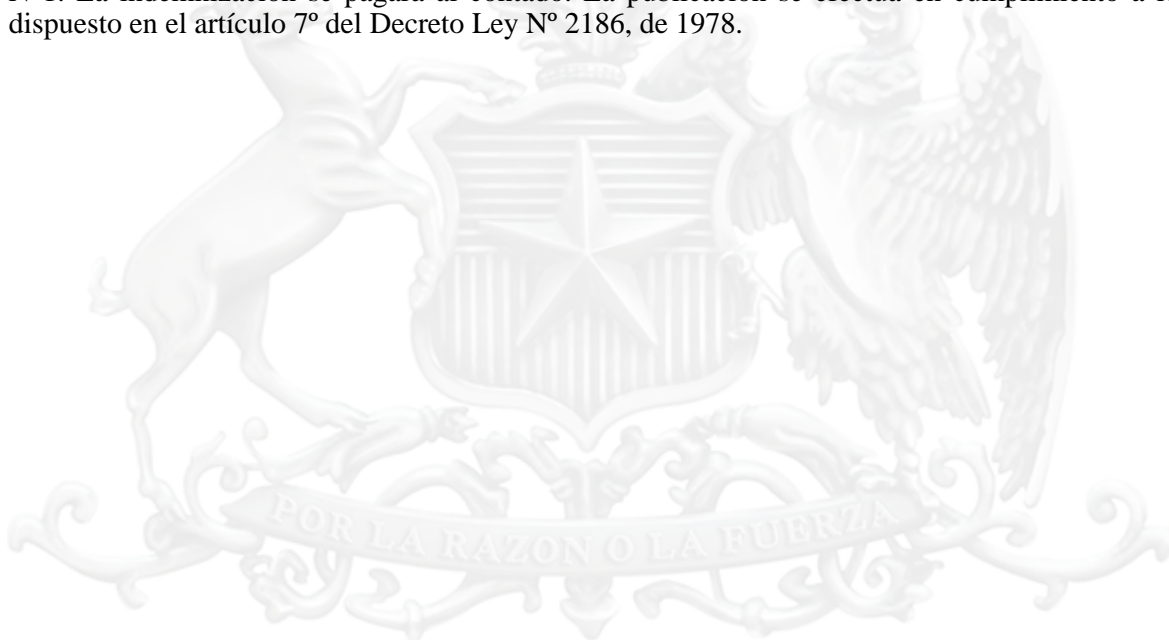 N°1. La indemnización se pagará al contado. La publicación se efectúa en cumplimiento a
dispuesto en el artículo 7º del Decreto Ley Nº 2186, de 1978.
POR LA RAZON O LA FUERZA